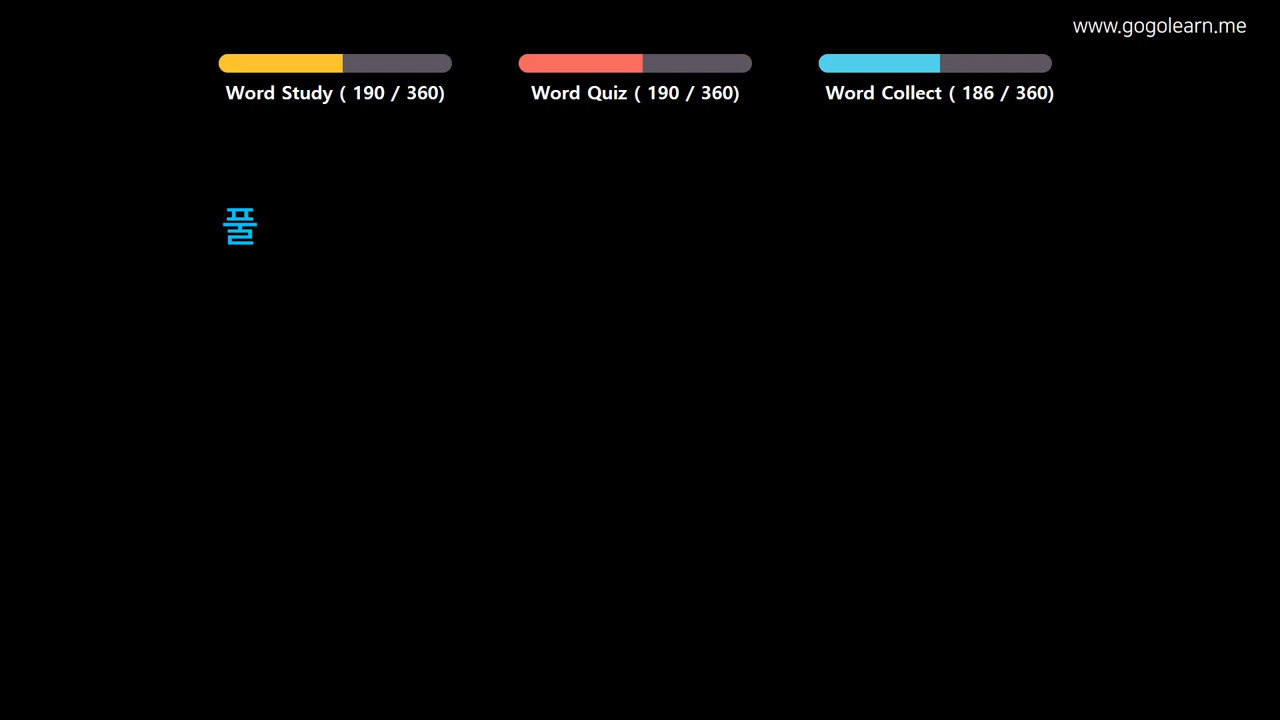 www.gogolearn.me
Word Study ( 190 / 360)
Word Quiz ( 190 / 360)
Word Collect ( 186 / 360)
풀